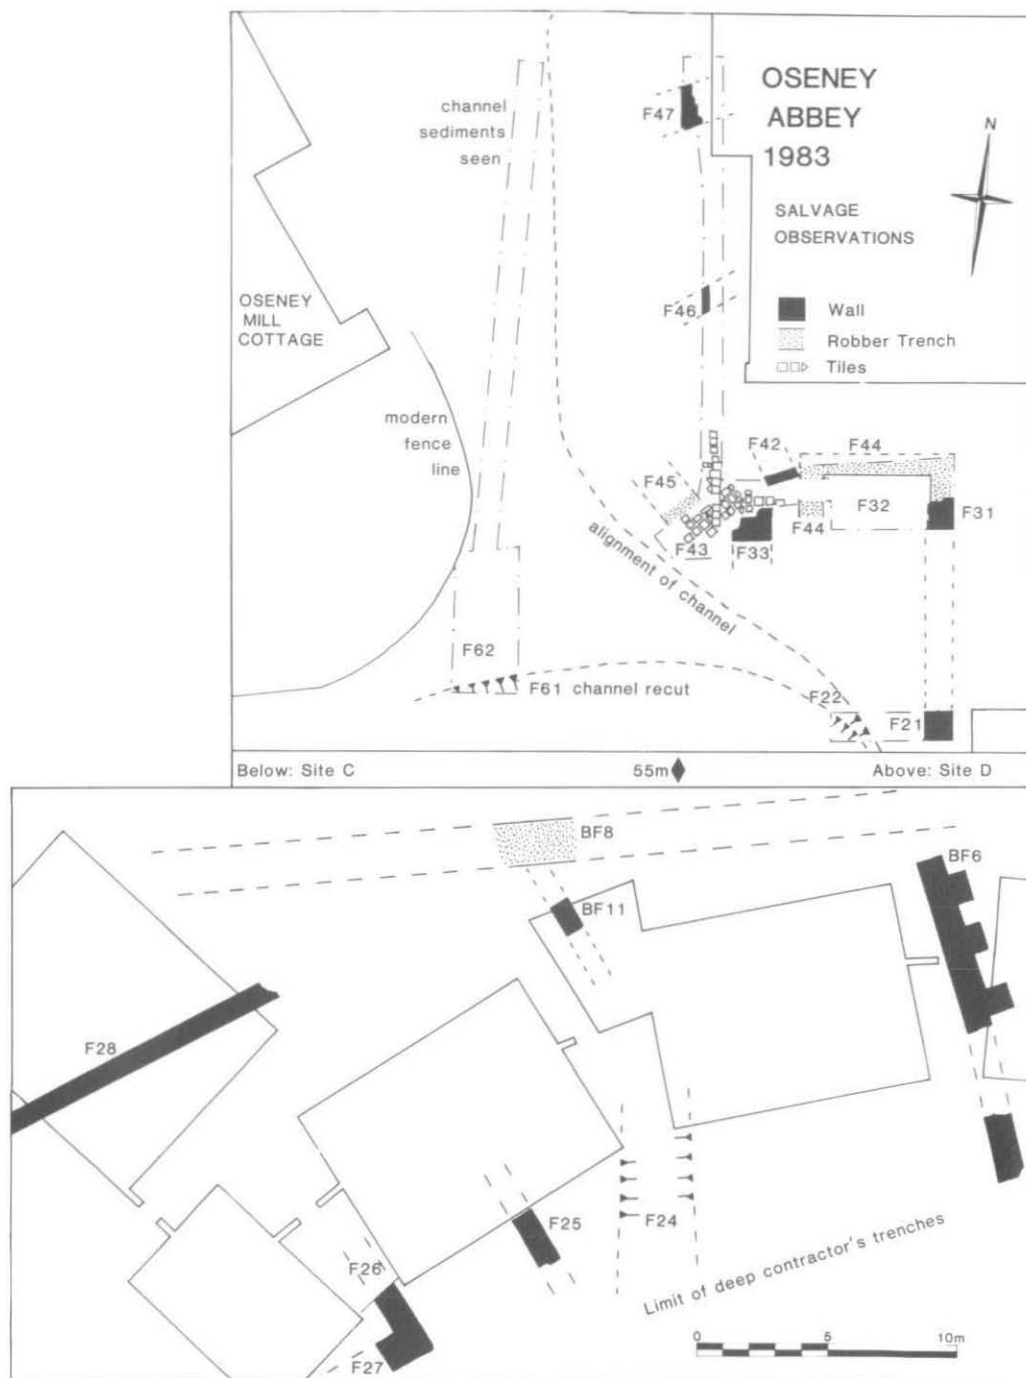 OSENEY
ABBEY
1983
N
SALVAGE
OBSERVATIONS
Wall
Robber Trench
Tiles
channel
sediments
seen
F47
OSENEY
MILL
COTTAGE
F46
modern
fence
line
F42
F44
F45
F32
F31
F44
F43
F33
alignment of channel
F62
F61 channel recut
F22
F21
Below: Site C
55m
Above: Site D
BF8
BF6
BF11
F28
F25
F24
F26
F27
Limit of deep contractor's trenches
0 5 10m